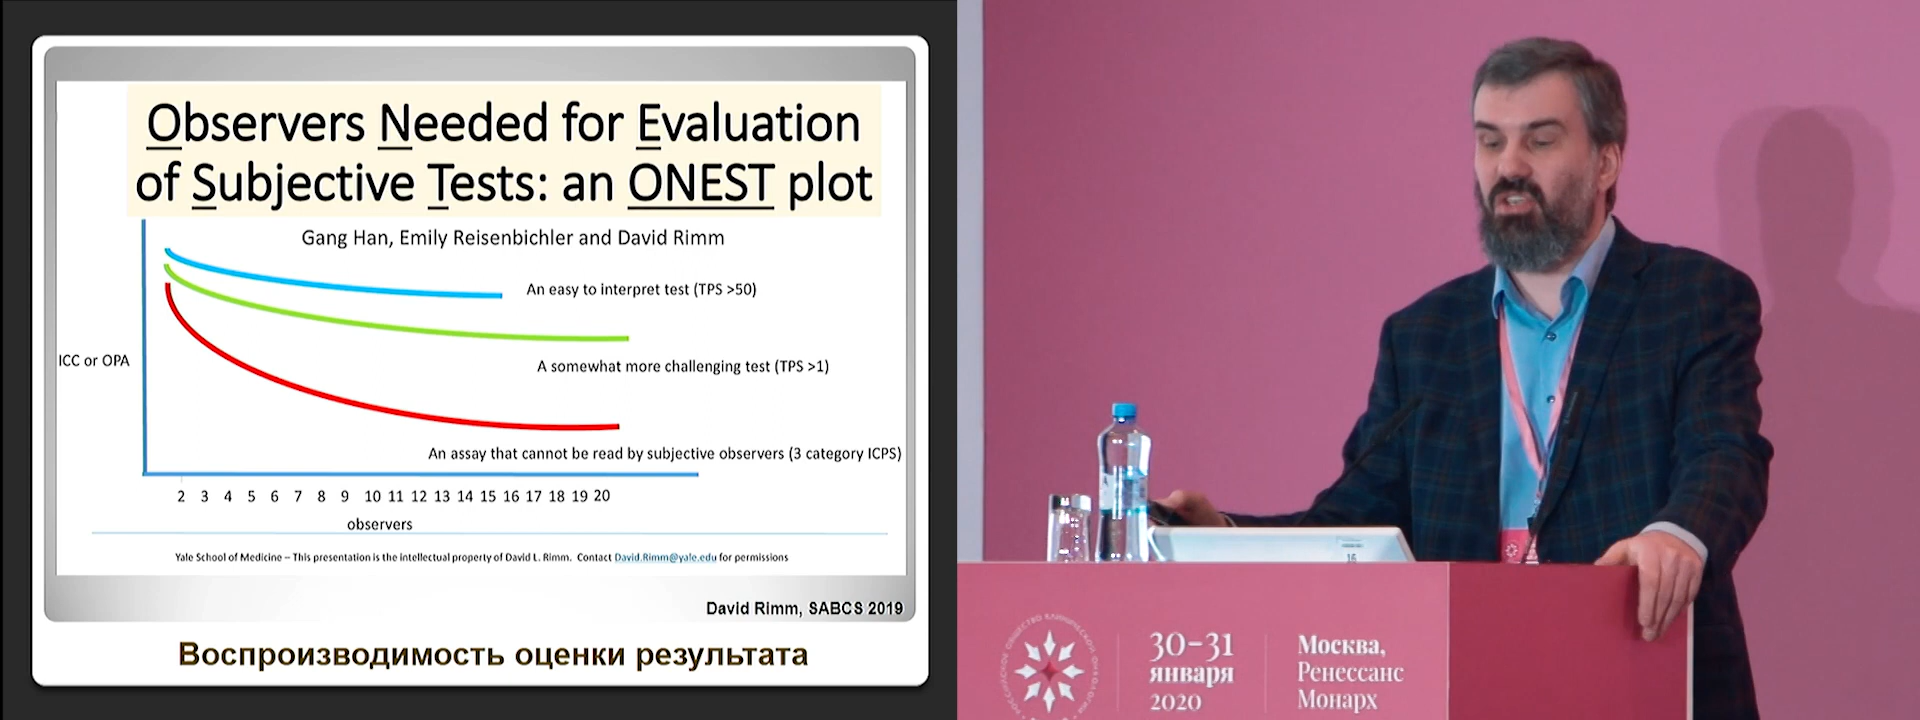 Observers Needed for Evaluation
of Subjective Tests: an ONEST plot
Gang Han, Emily Reisenbichler and David Rimm
An easy to interpret test (TPS >50)
ICC or OPA
A somewhat more challenging test (TPS >1)
An assay that cannot be read by subjective observers (3 category ICPS)
2 3 4 5 6 7 8 9 10 11 12 13 14 15 16 17 18 19 20
observers
Yale School of Medicine – This presentation is the intellectual property of David L. Rimm. Contact David.Rimm@yale.edu for permissions
David Rimm, SABCS 2019
Воспроизводимость оценки результата
16
30-31
января
2020
Москва,
Ренессанс
Монарх